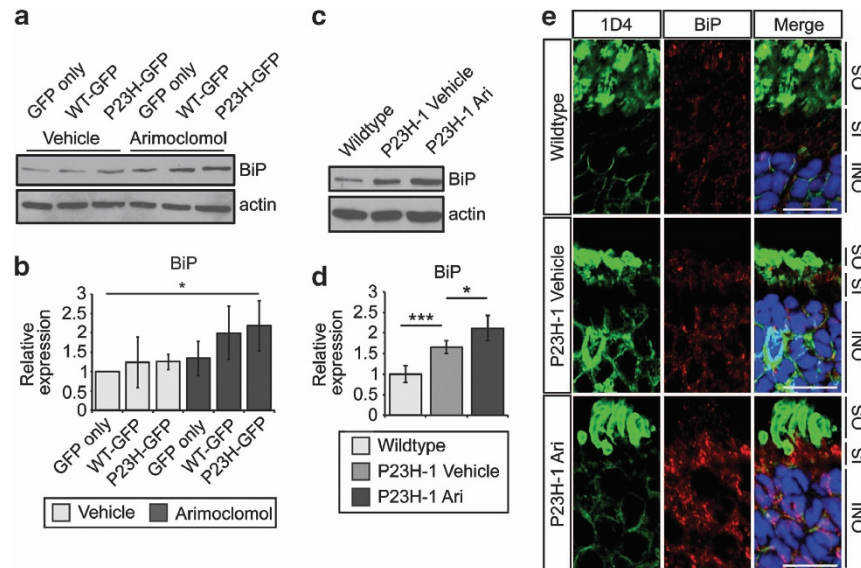 a
GFP only
WT-GFP
P23H-GFP
GFP only
WT-GFP
P23H-GFP
Vehicle
Arimoclomol
BiP
actin
b
BiP
*
Relative
expression
3
2.5
2
1.5
1
0.5
0
GFP only
WT-GFP
P23H-GFP
GFP only
WT-GFP
P23H-GFP
Vehicle
Arimoclomol
c
Wildtype
P23H-1 Vehicle
P23H-1 Ari
BiP
actin
d
BiP
***
*
Relative
expression
3
2.5
2
1.5
1
0.5
0
Wildtype
P23H-1 Vehicle
P23H-1 Ari
e
1D4
BiP
Merge
Wildtype
OS
IS
ONL
P23H-1 Vehicle
OS
IS
ONL
P23H-1 Ari
OS
IS
ONL